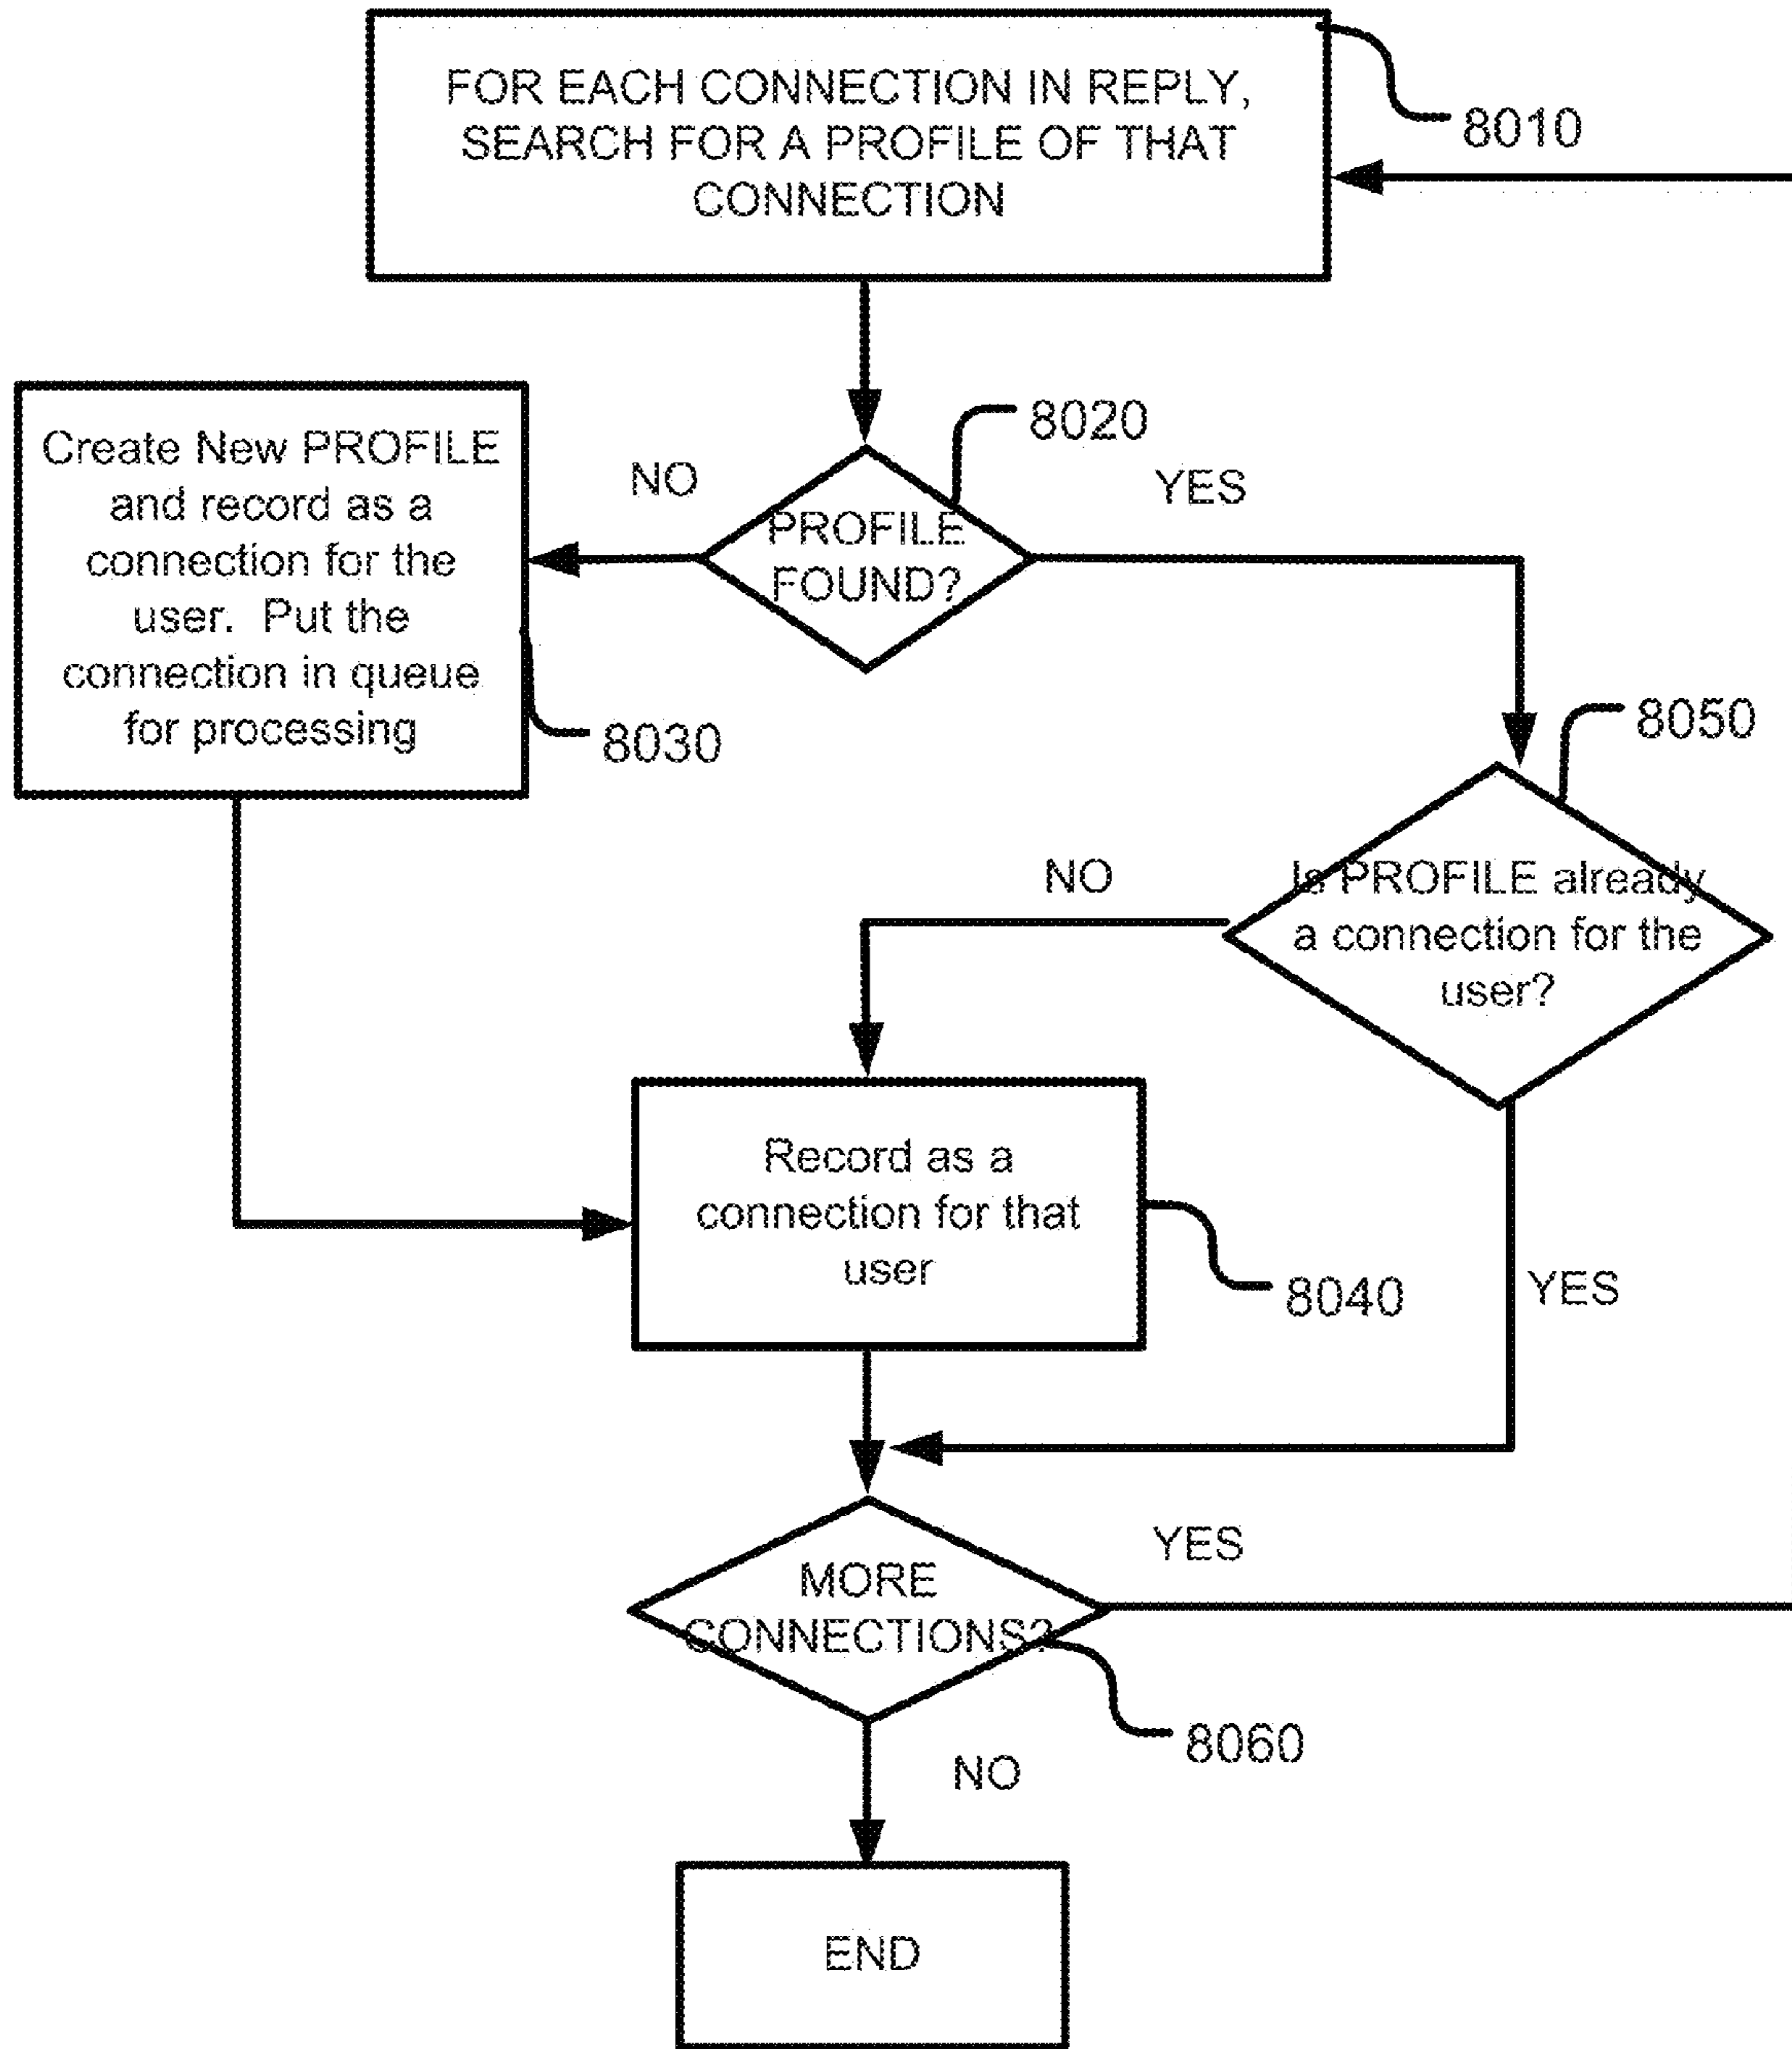 FOR EACH CONNECTION IN REPLY,
SEARCH FOR A PROFILE OF THAT
CONNECTION
8010
Create New PROFILE
and record as a
connection for the
user. Put the
connection in queue
for processing
8030
NO
8020
YES
PROFILE
FOUND?
8050
NO
Is PROFILE already
a connection for the
user?
Record as a
connection for that
user
8040
YES
MORE
CONNECTIONS?
YES
8060
NO
END